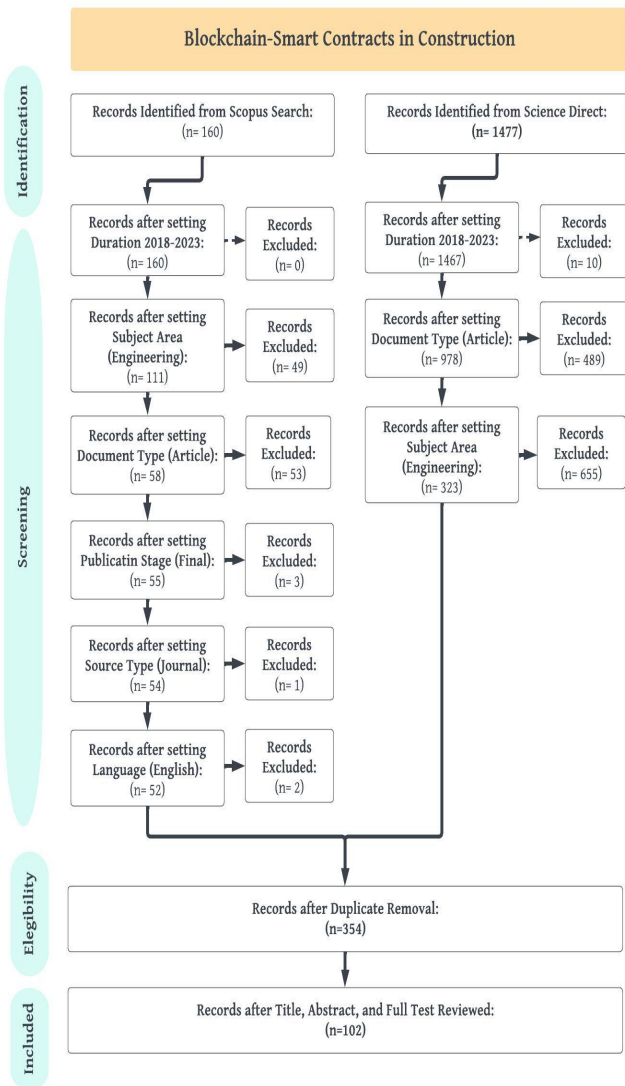 Blockchain-Smart Contracts in Construction
Identification
Records Identified from Scopus Search:
(n= 160)
Records Identified from Science Direct:
(n= 1477)
Screening
Records after setting
Duration 2018-2023:
(n= 160)
Records
Excluded:
(n= 0)
Records after setting
Duration 2018-2023:
(n= 1467)
Records
Excluded:
(n= 10)
Records after setting
Subject Area
(Engineering):
(n= 111)
Records
Excluded:
(n= 49)
Records after setting
Document Type (Article):
(n= 978)
Records
Excluded:
(n= 489)
Records after setting
Document Type (Article):
(n= 58)
Records
Excluded:
(n= 53)
Records after setting
Subject Area
(Engineering):
(n= 323)
Records
Excluded:
(n= 655)
Records after setting
Publicatin Stage (Final):
(n= 55)
Records
Excluded:
(n= 3)
Records after setting
Source Type (Journal):
(n= 54)
Records
Excluded:
(n= 1)
Records after setting
Language (English):
(n= 52)
Records
Excluded:
(n= 2)
Elegibility
Records after Duplicate Removal:
(n=354)
Included
Records after Title, Abstract, and Full Test Reviewed:
(n=102)